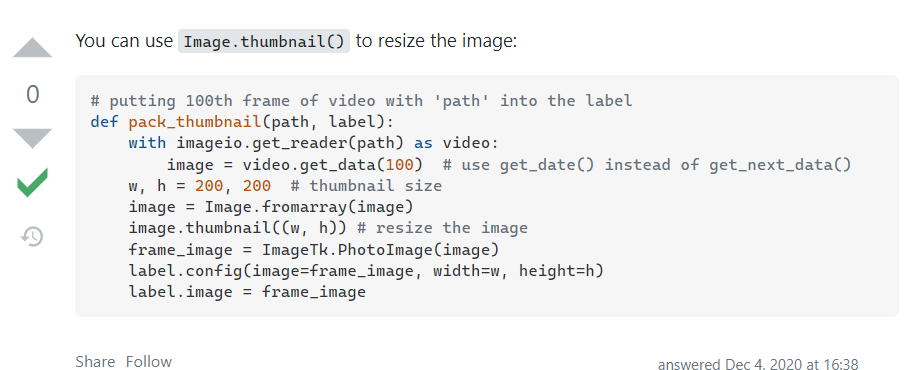 You can use Image.thumbnail() to resize the image:
0
# putting 100th frame of video with 'path' into the label
def pack_thumbnail(path, label):
    with imageio.get_reader(path) as video:
        image = video.get_data(100)  # use get_date() instead of get_next_data()
    w, h = 200, 200  # thumbnail size
    image = Image.fromarray(image)
    image.thumbnail((w, h)) # resize the image
    frame_image = ImageTk.PhotoImage(image)
    label.config(image=frame_image, width=w, height=h)
    label.image = frame_image
Share Follow
answered Dec 4, 2020 at 16:38